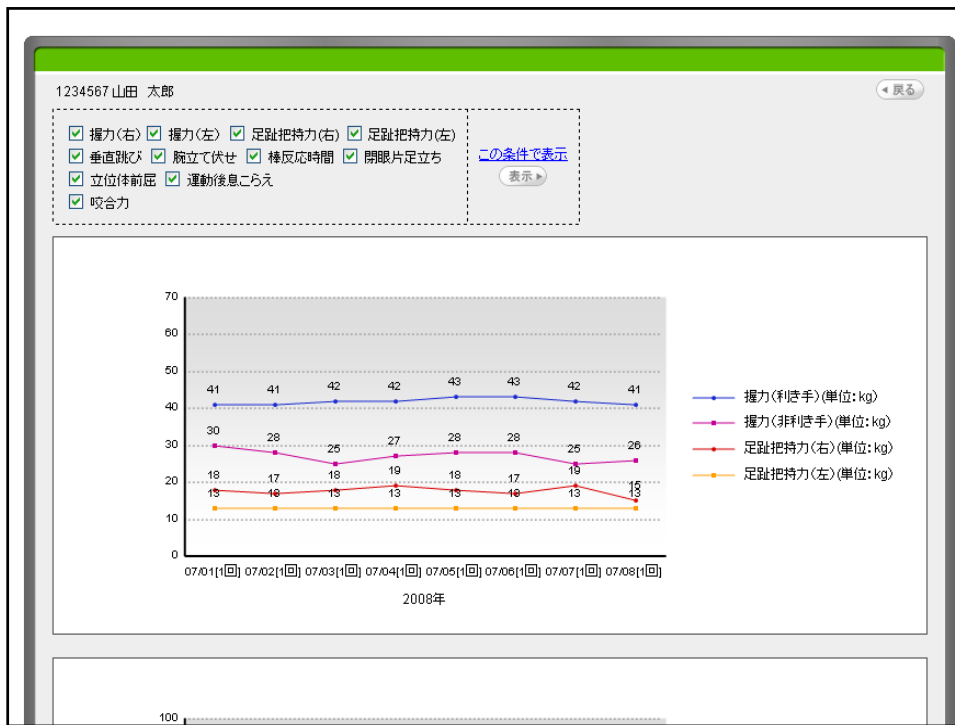 1234567 山田 太郎
戻る
握力(右) 握力(左) 足趾把持力(右) 足趾把持力(左)
垂直跳び 腕立て伏せ 棒反応時間 閉眼片足立ち
立位体前屈 運動後息こらえ
咬合力
この条件で表示
表示
70
60
50
40
30
20
10
0
41 41 42 42 43 43 42 41
30 28 25 27 28 28 25 26
18 17 18 19 18 17 19 15
13 13 13 13 13 13 13 13
07/01[1回] 07/02[1回] 07/03[1回] 07/04[1回] 07/05[1回] 07/06[1回] 07/07[1回] 07/08[1回]
2008年
握力(利き手)(単位:kg)
握力(非利き手)(単位:kg)
足趾把持力(右)(単位:kg)
足趾把持力(左)(単位:kg)
100